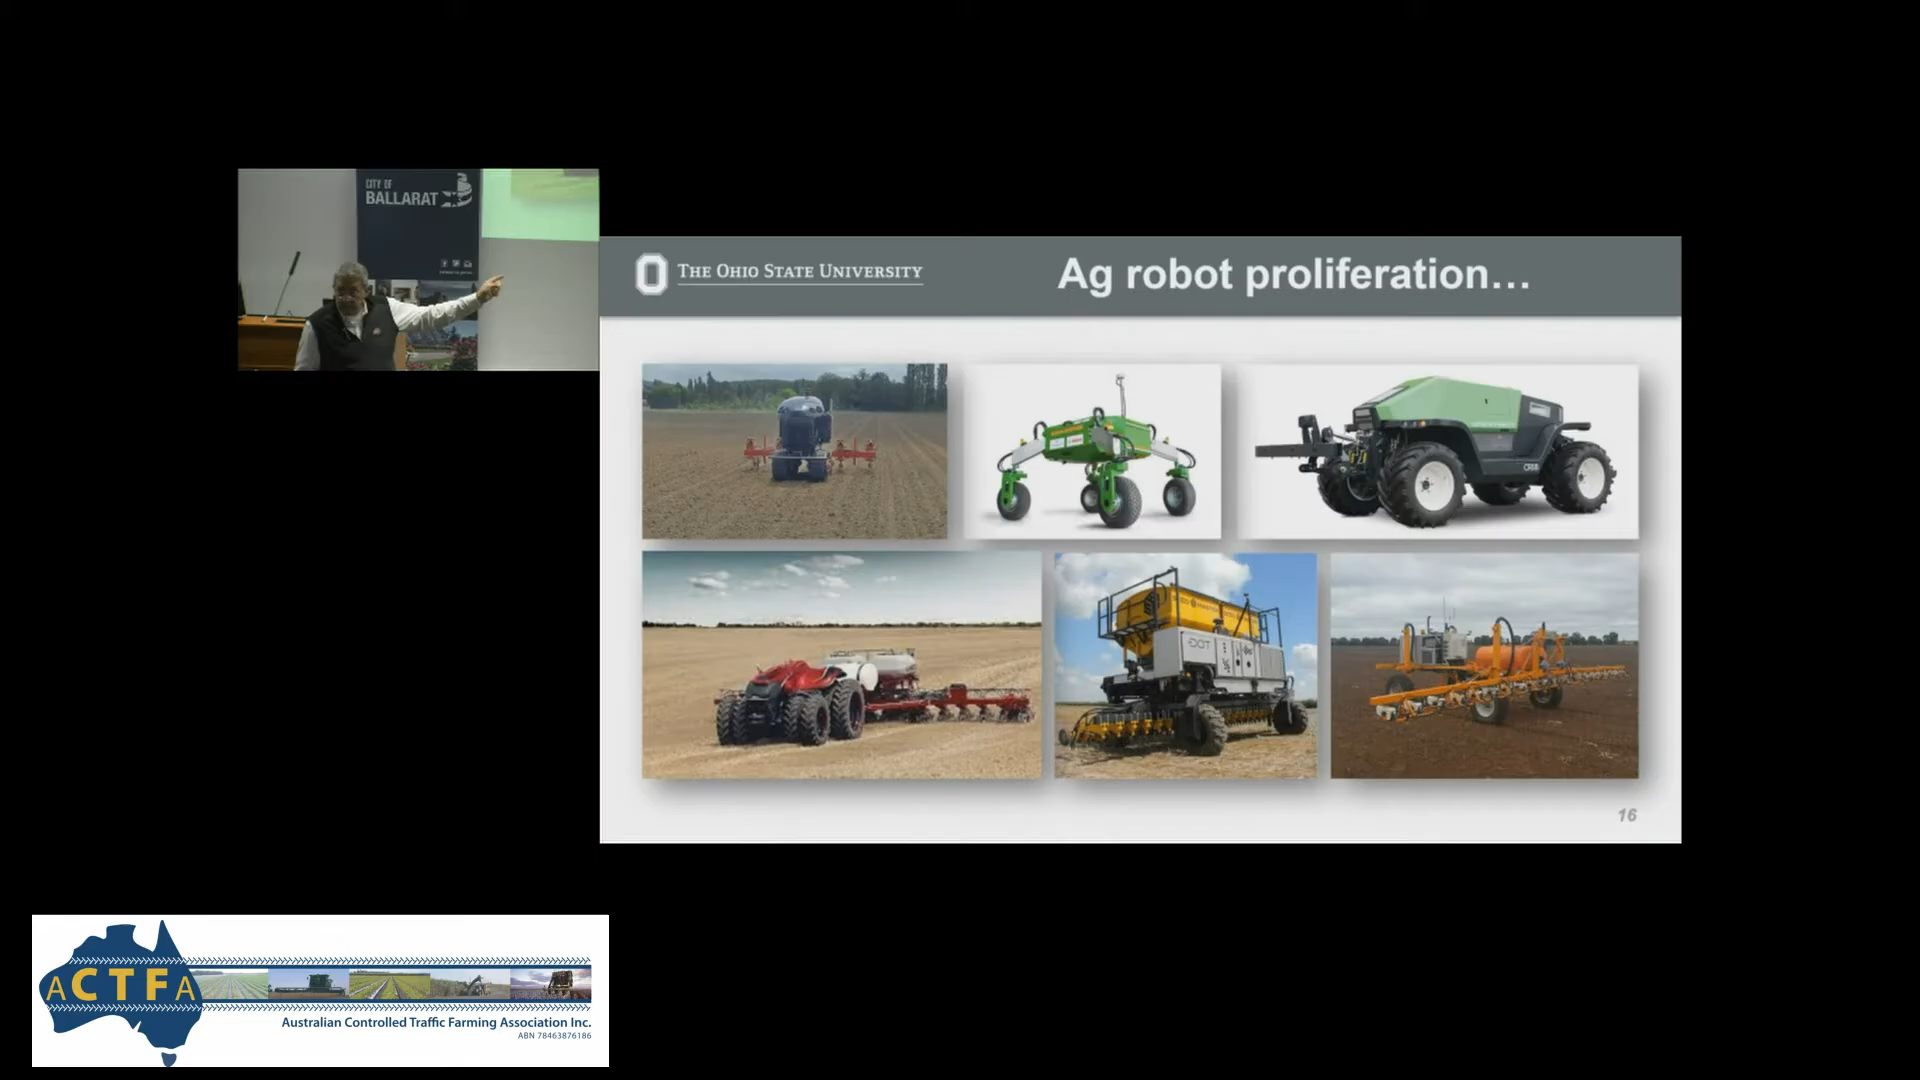 CITY OF
BALLARAT
THE OHIO STATE UNIVERSITY
Ag robot proliferation...
DOT
16
ACTFA
Australian Controlled Traffic Farming Association Inc.
ABN 78463876186